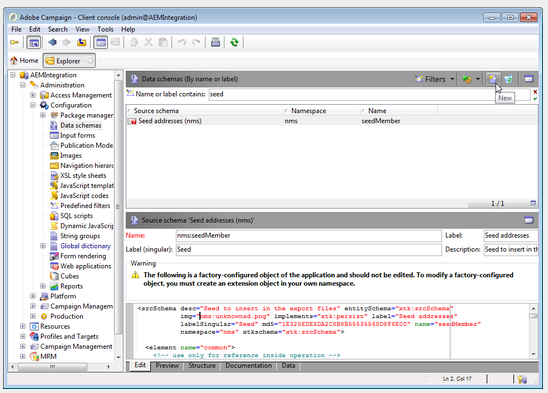 Adobe Campaign - Client console (admin@AEMIntegration)
File Edit Search View Tools Help
Home Explorer
AEMIntegration
Administration
Access Management
Configuration
Package manager
Data schemas
Input forms
Publication Mode
Images
Navigation hierarc
XSL style sheets
JavaScript templat
JavaScript codes
Predefined filters
SQL scripts
Dynamic JavaScrip
String groups
Global dictionary
Form rendering
Web applications
Cubes
Reports
Platform
Campaign Managem
Production
Resources
Profiles and Targets
Campaign Management
MRM
Data schemas (By name or label)
Filters
New
Name or label contains: seed
Source schema Namespace Name
Seed addresses (nms) nms seedMember
1 / 1
Source schema 'Seed addresses (nms)'
Name: nms:seedMember Label: Seed addresses
Label (singular): Seed Description: Seed to insert in th
Warning
The following is a factory-configured object of the application and should not be edited. To modify a factory-configured
object, you must create an extension object in your own namespace.
<srcSchema desc="Seed to insert in the export files" entitySchema="xtk:srcSchema"
img="nms:unknownad.png" implements="xtk:persist" label="Seed addresses"
name="seedMember"
labelSingular="Seed"
namespace="nms" xtkschema="xtk:srcSchema">
<element name="common">
<!-- use only for reference inside operation -->
Edit Preview Structure Documentation Data
Ln 2, Col 17